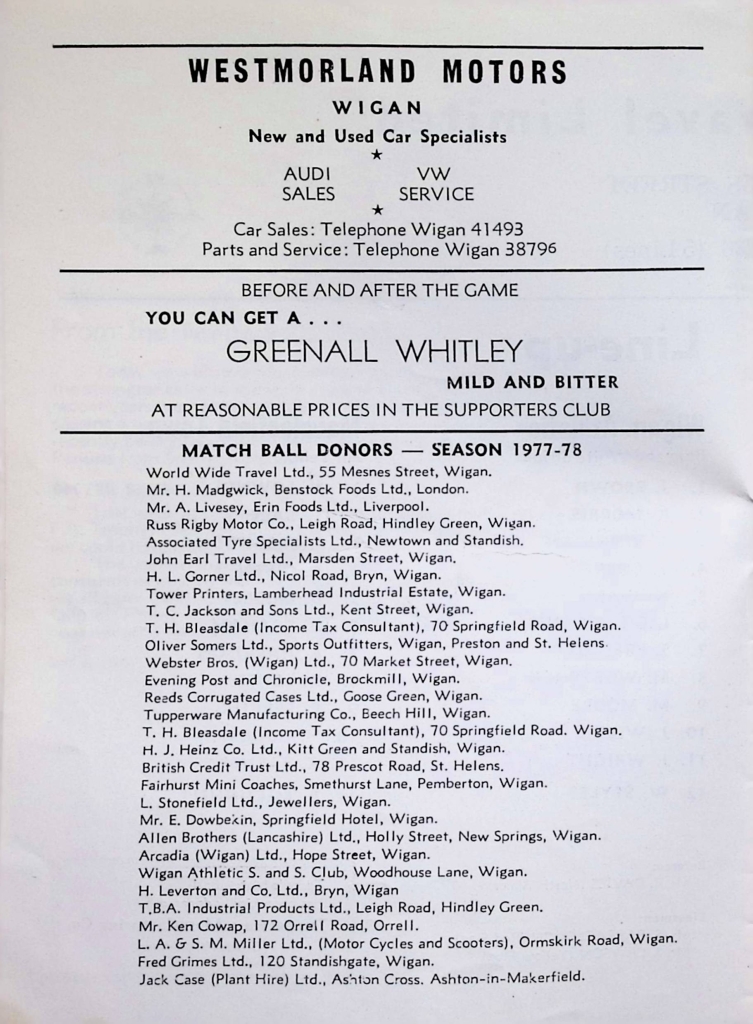 WESTMORLAND MOTORS
WIGAN
New and Used Car Specialists
★
AUDI VW
SALES SERVICE
★
Car Sales: Telephone Wigan 41493
Parts and Service: Telephone Wigan 38796
BEFORE AND AFTER THE GAME
YOU CAN GET A . . .
GREENALL WHITLEY
MILD AND BITTER
AT REASONABLE PRICES IN THE SUPPORTERS CLUB
MATCH BALL DONORS — SEASON 1977-78
World Wide Travel Ltd., 55 Mesnes Street, Wigan.
Mr. H. Madgwick, Benstock Foods Ltd., London.
Mr. A. Livesey, Erin Foods Ltd., Liverpool.
Russ Rigby Motor Co., Leigh Road, Hindley Green, Wigan.
Associated Tyre Specialists Ltd., Newtown and Standish.
John Earl Travel Ltd., Marsden Street, Wigan.
H. L. Gorner Ltd., Nicol Road, Bryn, Wigan.
Tower Printers, Lamberhead Industrial Estate, Wigan.
T. C. Jackson and Sons Ltd., Kent Street, Wigan.
T. H. Bleasdale (Income Tax Consultant), 70 Springfield Road, Wigan.
Oliver Somers Ltd., Sports Outfitters, Wigan, Preston and St. Helens.
Webster Bros. (Wigan) Ltd., 70 Market Street, Wigan.
Evening Post and Chronicle, Brockmill, Wigan.
Reeds Corrugated Cases Ltd., Goose Green, Wigan.
Tupperware Manufacturing Co., Beech Hill, Wigan.
T. H. Bleasdale (Income Tax Consultant), 70 Springfield Road. Wigan.
H. J. Heinz Co. Ltd., Kitt Green and Standish, Wigan.
British Credit Trust Ltd., 78 Prescot Road, St. Helens.
Fairhurst Mini Coaches, Smethurst Lane, Pemberton, Wigan.
L. Stonefield Ltd., Jewellers, Wigan.
Mr. E. Dowbekin, Springfield Hotel, Wigan.
Allen Brothers (Lancashire) Ltd., Holly Street, New Springs, Wigan.
Arcadia (Wigan) Ltd., Hope Street, Wigan.
Wigan Athletic S. and S. Club, Woodhouse Lane, Wigan.
H. Leverton and Co. Ltd., Bryn, Wigan
T.B.A. Industrial Products Ltd., Leigh Road, Hindley Green.
Mr. Ken Cowap, 172 Orrell Road, Orrell.
L. A. & S. M. Miller Ltd., (Motor Cycles and Scooters), Ormskirk Road, Wigan.
Fred Grimes Ltd., 120 Standishgate, Wigan.
Jack Case (Plant Hire) Ltd., Ashton Cross. Ashton-in-Makerfield.